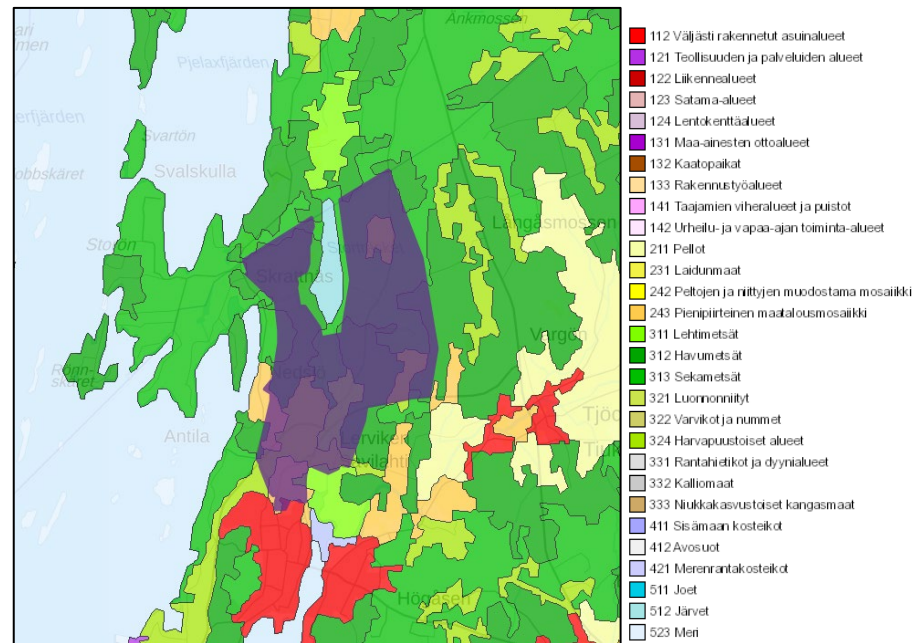 Änkmossen
Pjelaxfjärden
Svartön
Svalskulla
Långåsmossen
Storön
Skrattnäs
Vargön
Antila
Lerviken
Högåsen
112 Väljästi rakennetut asuinalueet
121 Teollisuuden ja palveluiden alueet
122 Liikennealueet
123 Satama-alueet
124 Lentokenttäalueet
131 Maa-ainesten ottoalueet
132 Kaatopaikat
133 Rakennustyöalueet
141 Taajamien viheralueet ja puistot
142 Urheilu- ja vapaa-ajan toiminta-alueet
211 Pellot
231 Laidunmaat
242 Peltojen ja niittyjen muodostama mosaiikki
243 Pienipiirteinen maatalousmosaiikki
311 Lehtimetsät
312 Havumetsät
313 Sekametsät
321 Luonnonniityt
322 Varvikot ja nummet
324 Harvapuustoiset alueet
331 Rantahietikot ja dyynialueet
332 Kalliomaat
333 Niukkakasvustoiset kangasmaat
411 Sisämaan kosteikot
412 Avosuot
421 Merenrantakosteikot
511 Joet
512 Järvet
523 Meri